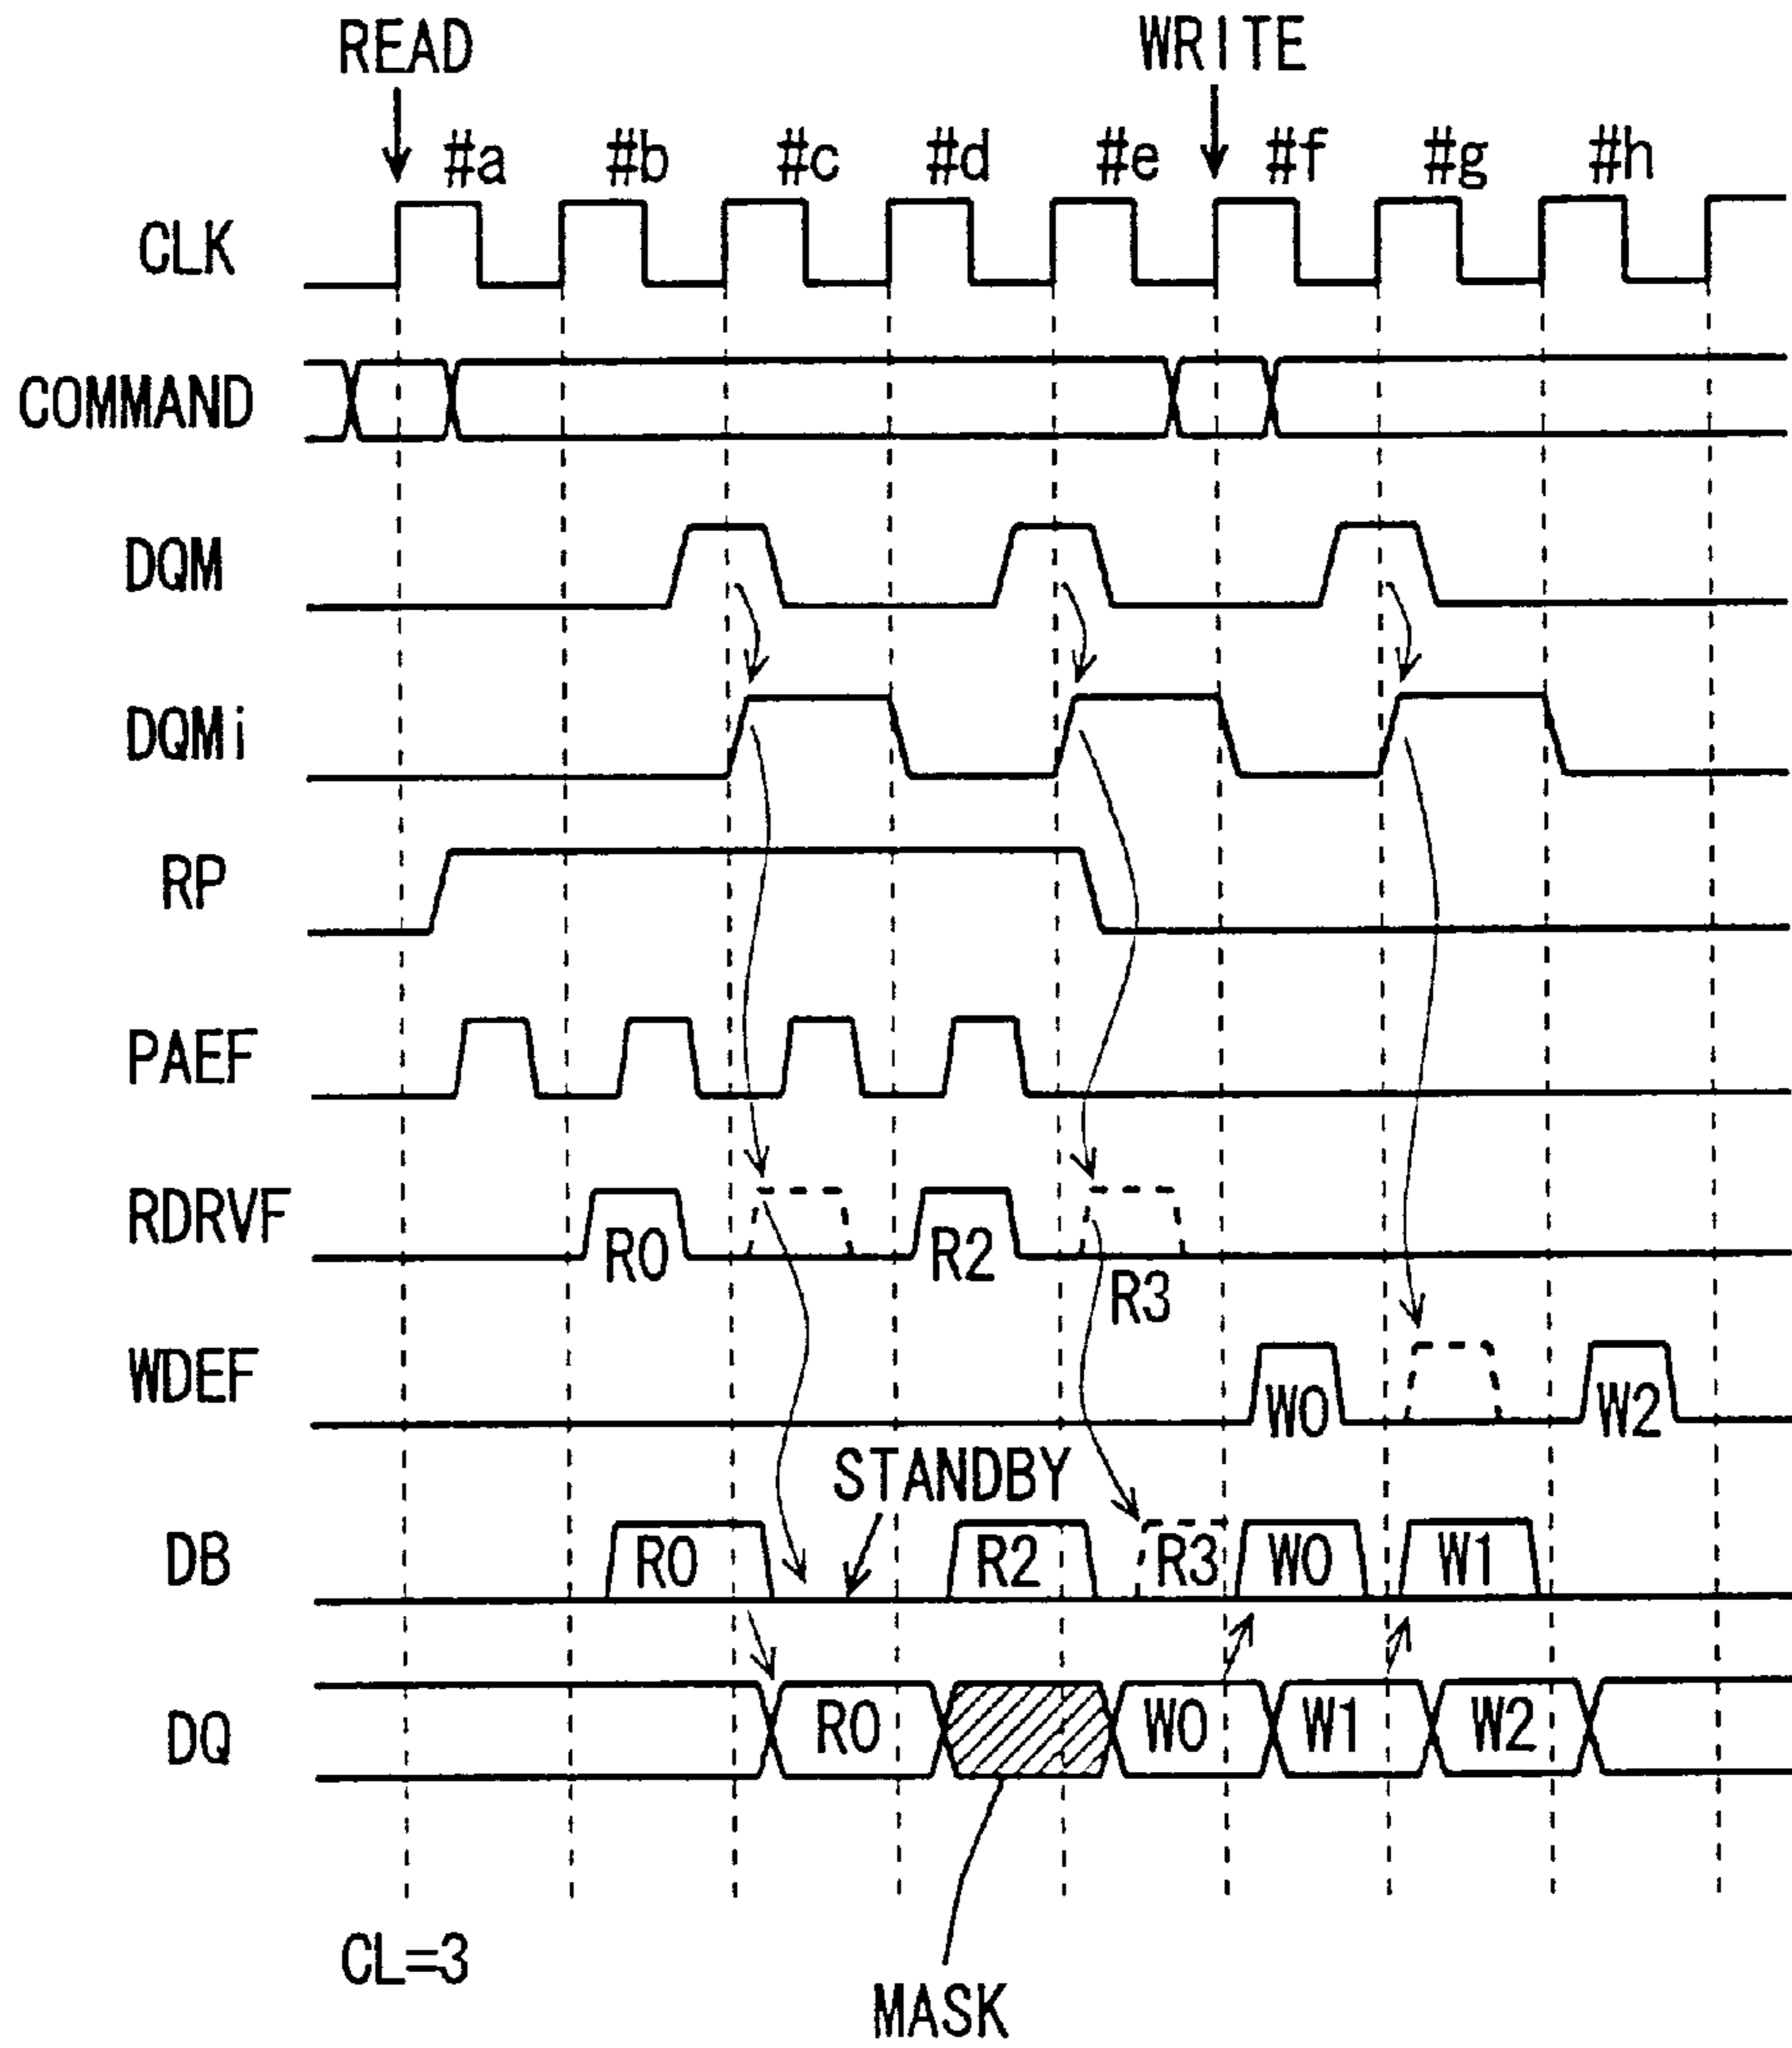 READ WRITE
#a #b #c #d #e #f #g #h
CLK
COMMAND
DQM
DQMi
RP
PAEF
RDRVF R0 R2 R3
WDEF W0 W2
STANDBY
DB R0 R2 R3 W0 W1
DQ R0 W0 W1 W2
CL=3
MASK